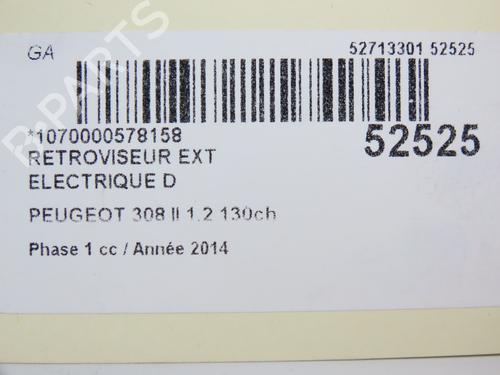 GA
52713301 52525
*1070000578158
52525
RETROVISEUR EXT
ELECTRIQUE D
PEUGEOT 308 II 1.2 130ch
Phase 1 cc / Année 2014
B-PARTS